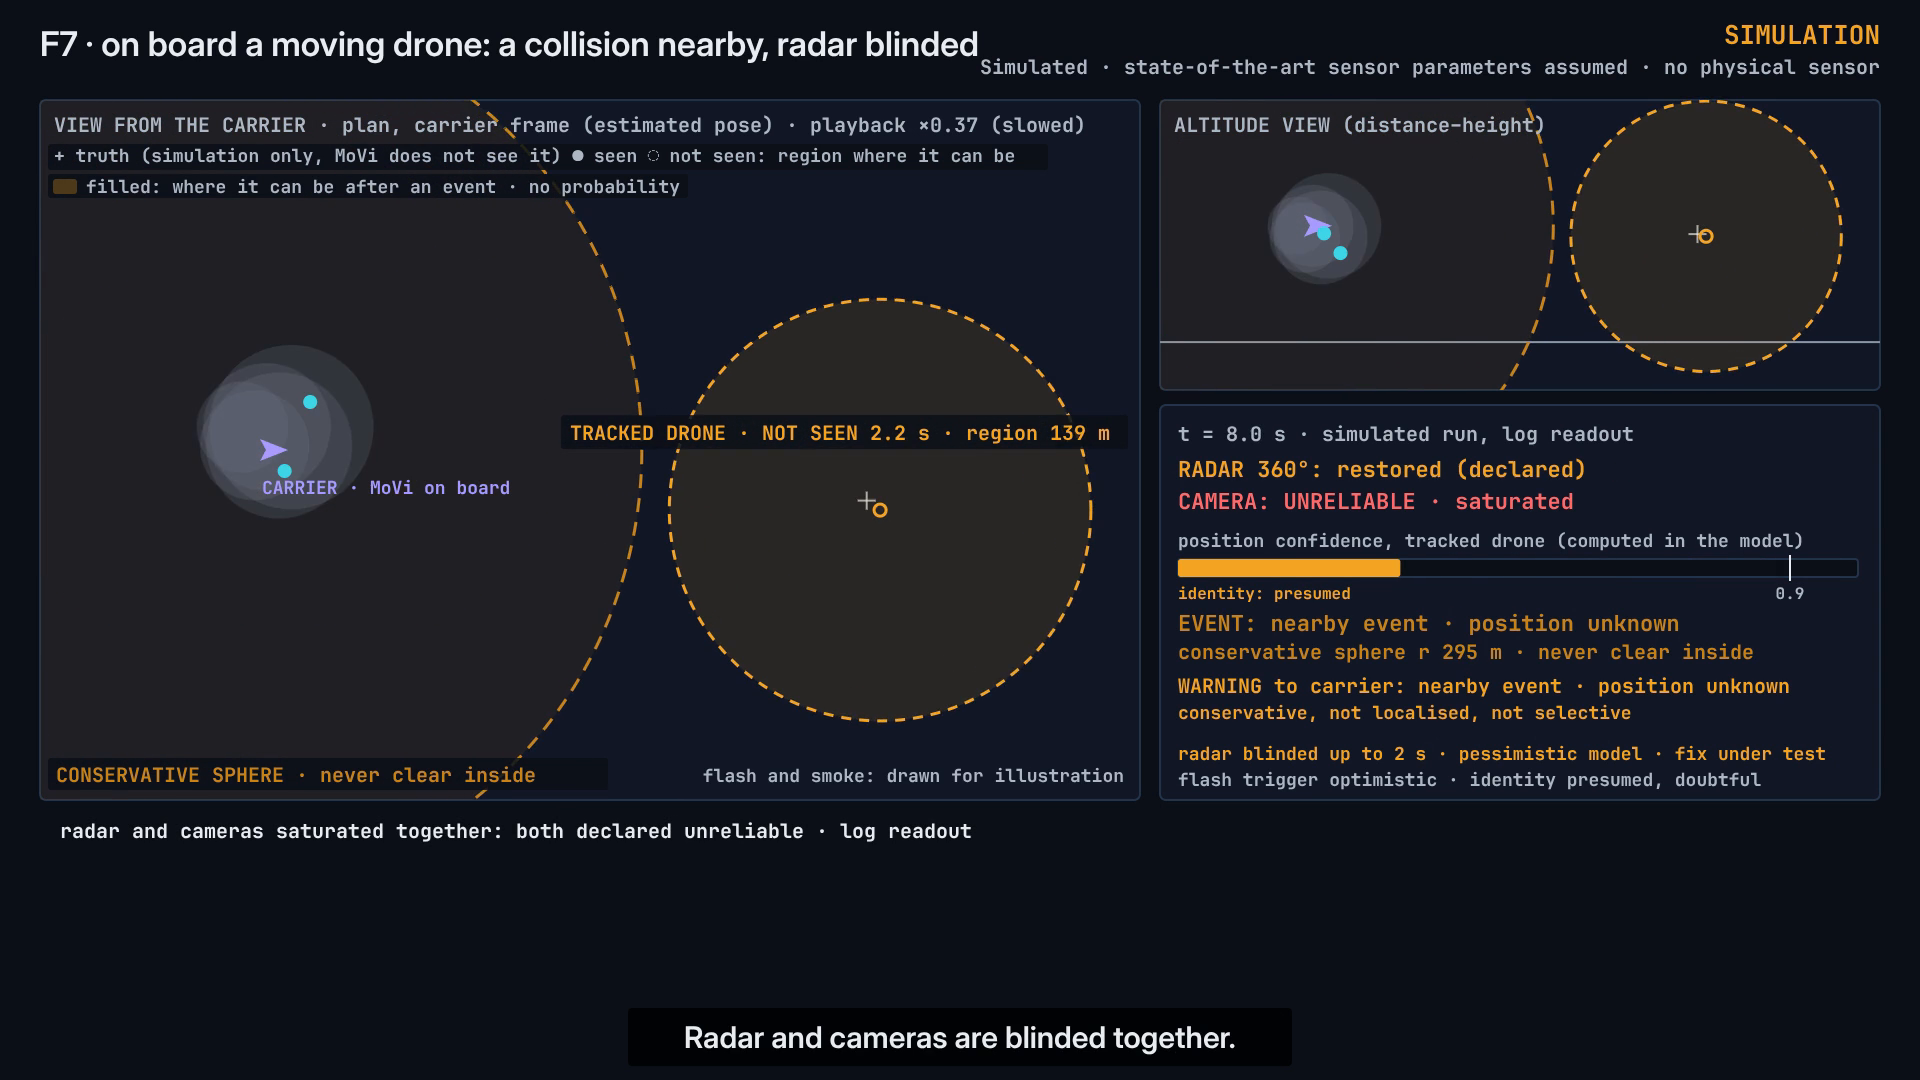 F7 · on board a moving drone: a collision nearby, radar blinded
SIMULATION
Simulated · state-of-the-art sensor parameters assumed · no physical sensor
VIEW FROM THE CARRIER · plan, carrier frame (estimated pose) · playback ×0.37 (slowed)
+ truth (simulation only, MoVi does not see it) ● seen ◌ not seen: region where it can be
filled: where it can be after an event · no probability
TRACKED DRONE · NOT SEEN 2.2 s · region 139 m
CARRIER · MoVi on board
CONSERVATIVE SPHERE · never clear inside
flash and smoke: drawn for illustration
ALTITUDE VIEW (distance-height)
t = 8.0 s · simulated run, log readout
RADAR 360°: restored (declared)
CAMERA: UNRELIABLE · saturated
position confidence, tracked drone (computed in the model)
identity: presumed
0.9
EVENT: nearby event · position unknown
conservative sphere r 295 m · never clear inside
WARNING to carrier: nearby event · position unknown
conservative, not localised, not selective
radar blinded up to 2 s · pessimistic model · fix under test
flash trigger optimistic · identity presumed, doubtful
radar and cameras saturated together: both declared unreliable · log readout
Radar and cameras are blinded together.